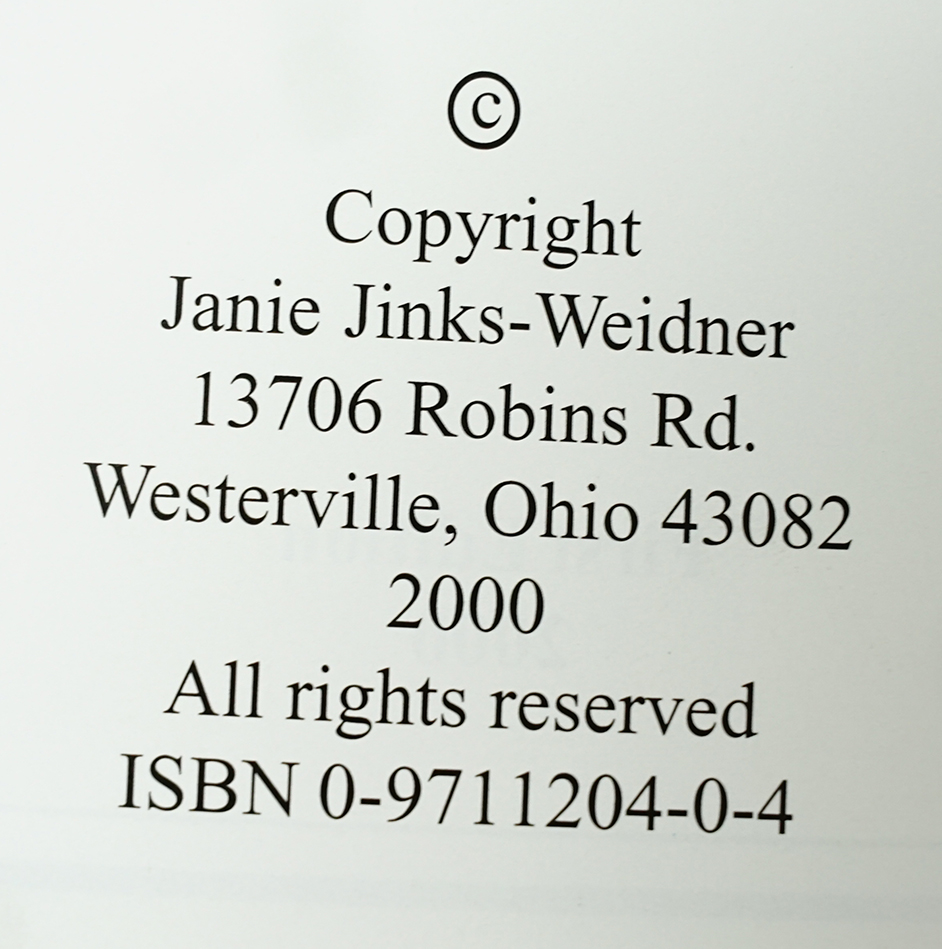 ©
Copyright
Janie Jinks-Weidner
13706 Robins Rd.
Westerville, Ohio 43082
2000
All rights reserved
ISBN 0-9711204-0-4